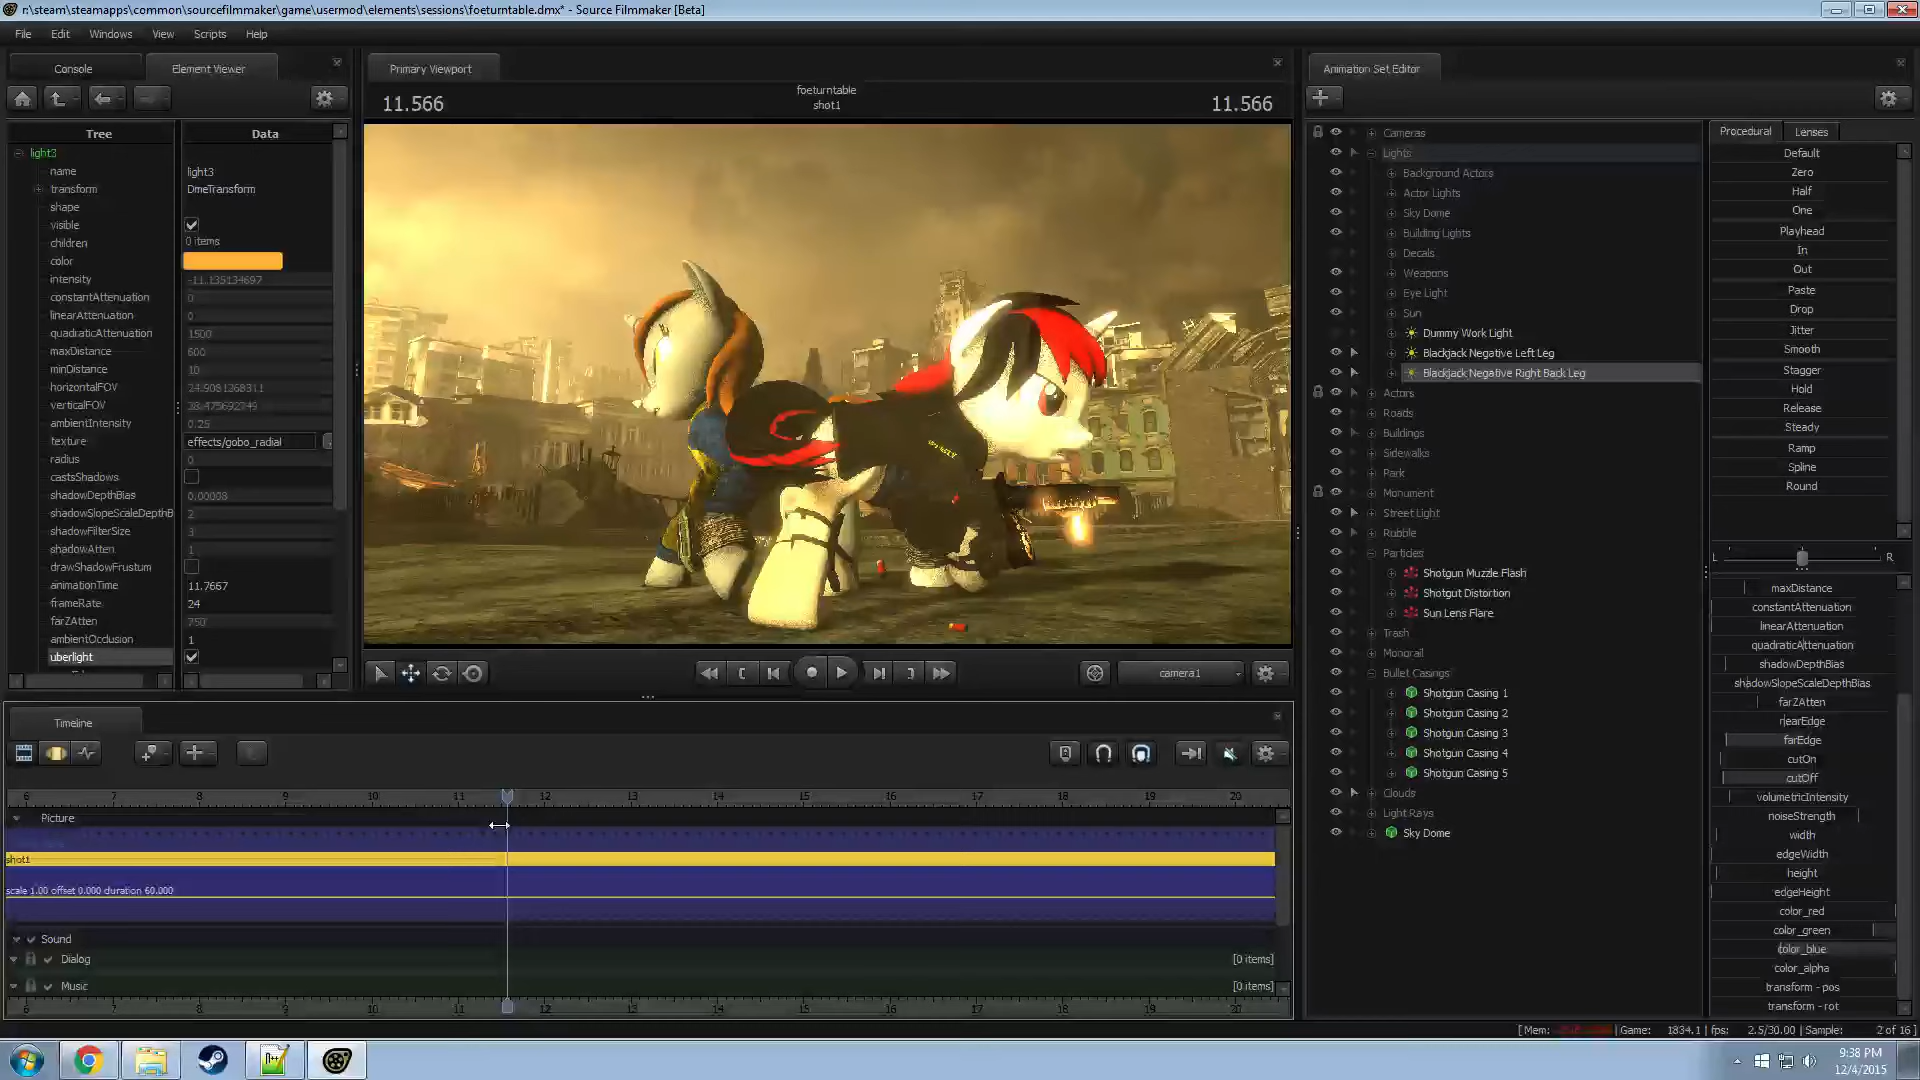 r:\steam\steamapps\common\sourcefilmmaker\game\usermod\elements\sessions\foeturntable.dmx* - Source Filmmaker [Beta]
File Edit Windows View Scripts Help
Console Element Viewer
Tree Data
light3
name light3
transform DmeTransform
shape
visible
children 0 items
color
intensity -11.135134697
constantAttenuation 0
linearAttenuation 0
quadraticAttenuation 1500
maxDistance 600
minDistance 10
horizontalFOV 24.9081268311
verticalFOV 38.475692749
ambientIntensity 0.25
texture effects/gobo_radial
radius 0
castsShadows
shadowDepthBias 0.00008
shadowSlopeScaleDepthB 2
shadowFilterSize 3
shadowAtten 1
drawShadowFrustum
animationTime 11.7667
frameRate 24
farZAtten 750
ambientOcclusion 1
uberlight
Primary Viewport
11.566 foeturntable 11.566
shot1
camera1
Timeline
6 7 8 9 10 11 12 13 14 15 16 17 18 19 20
Picture
shot1
scale 1.00 offset 0.000 duration 60.000
Sound
Dialog [0 items]
Music [0 items]
6 7 8 9 10 11 12 13 14 15 16 17 18 19 20
Animation Set Editor
Cameras
Lights
Background Actors
Actor Lights
Sky Dome
Building Lights
Decals
Weapons
Eye Light
Sun
Dummy Work Light
Blackjack Negative Left Leg
Blackjack Negative Right Back Leg
Actors
Roads
Buildings
Sidewalks
Park
Monument
Street Light
Rubble
Particles
Shotgun Muzzle Flash
Shotgut Distortion
Sun Lens Flare
Trash
Monorail
Bullet Casings
Shotgun Casing 1
Shotgun Casing 2
Shotgun Casing 3
Shotgun Casing 4
Shotgun Casing 5
Clouds
Light Rays
Sky Dome
Procedural Lenses
Default
Zero
Half
One
Playhead
In
Out
Paste
Drop
Jitter
Smooth
Stagger
Hold
Release
Steady
Ramp
Spline
Round
L R
maxDistance
constantAttenuation
linearAttenuation
quadraticAttenuation
shadowDepthBias
shadowSlopeScaleDepthBias
farZAtten
nearEdge
farEdge
cutOn
cutOff
volumetricIntensity
noiseStrength
width
edgeWidth
height
edgeHeight
color_red
color_green
color_blue
color_alpha
transform - pos
transform - rot
[ Mem: | Game: 1834.1 | fps: 2.5/30.00 | Sample: 2 of 16 ]
9:38 PM
12/4/2015